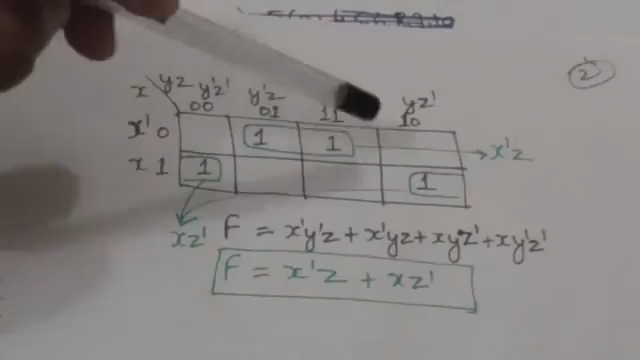 2
x yz y'z' y'z yz'
00 01 11 10
x' 0 1 1 → x'z
x 1 1 1
xz' F = x'y'z + x'yz + xyz' + xy'z'
F = x'z + xz'